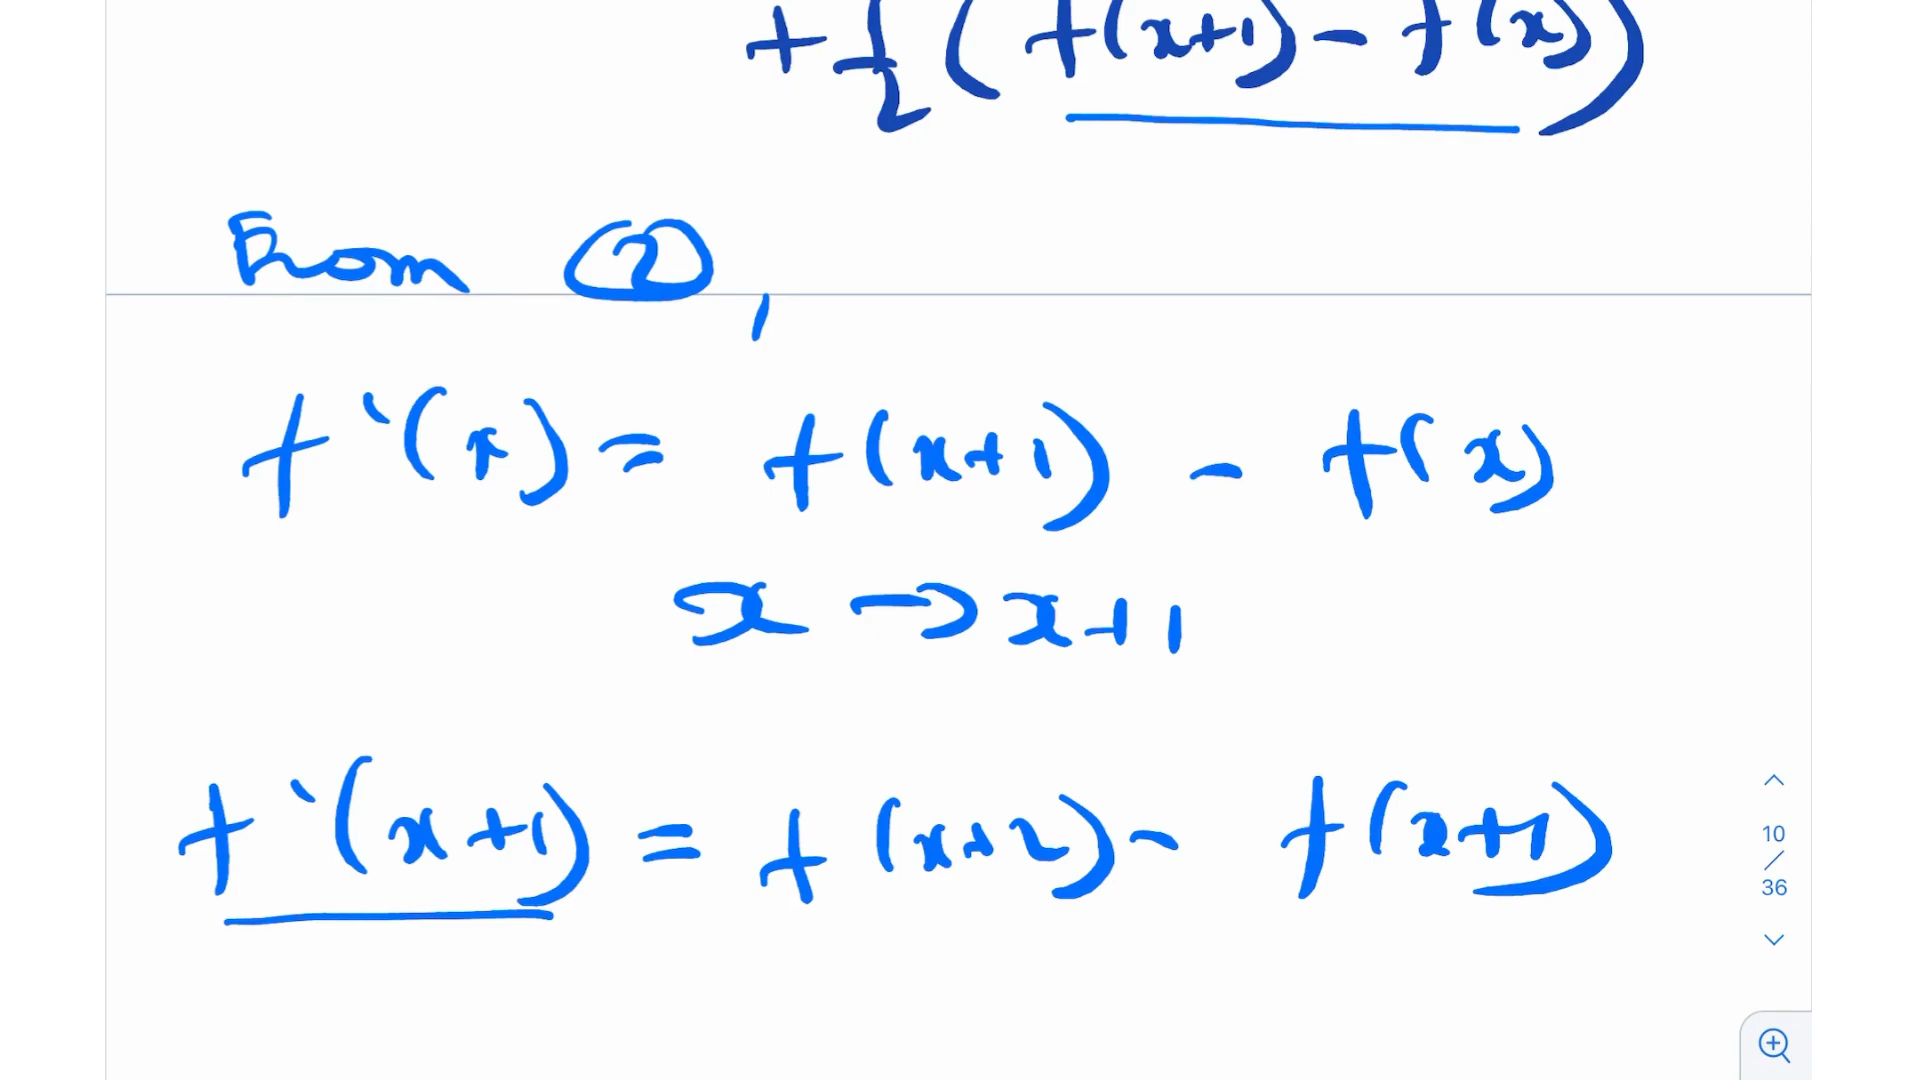 + 1/2 ( f(x+1) - f(x) )
From ②,
f'(x) = f(x+1) - f(x)
x → x+1
f'(x+1) = f(x+2) - f(x+1)
10
/
36